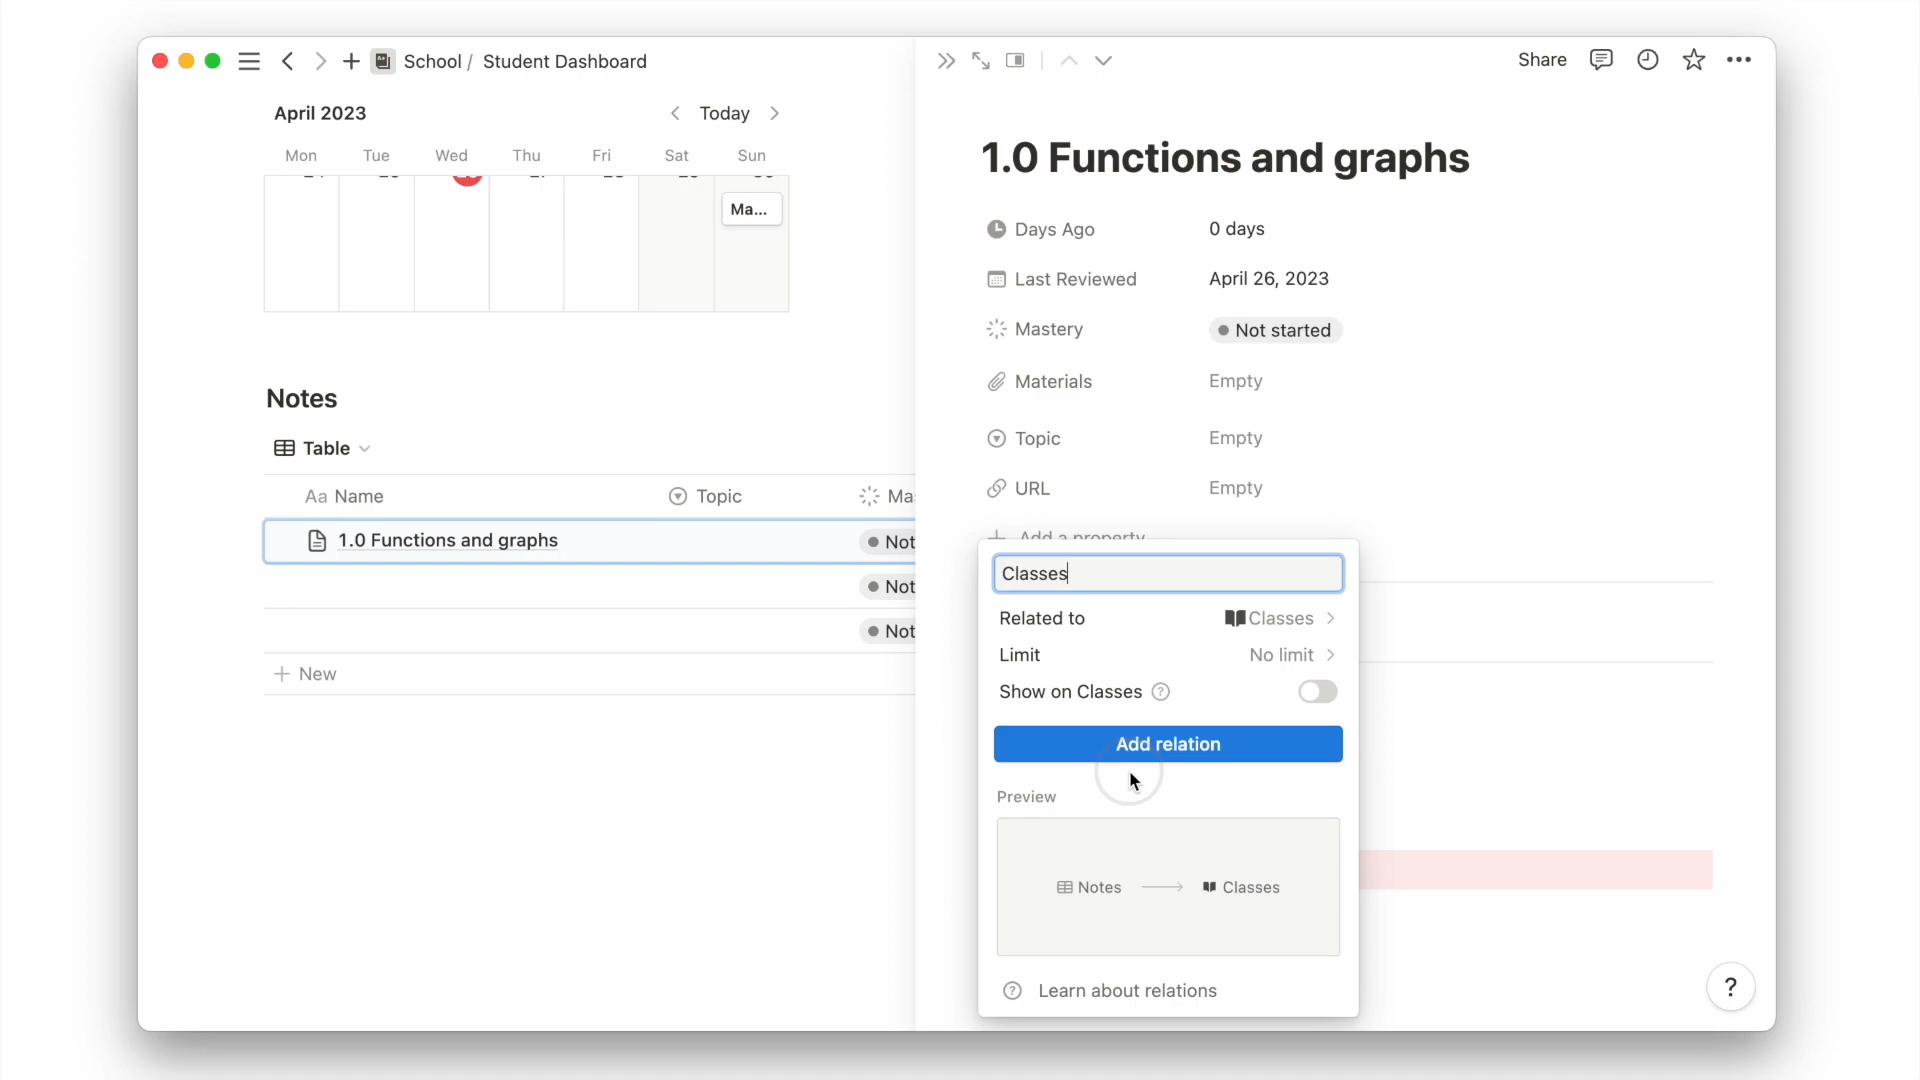 School / Student Dashboard
April 2023
Today
Mon Tue Wed Thu Fri Sat Sun
Ma...
Notes
Table
Aa Name Topic Ma
1.0 Functions and graphs Not
Not
Not
New
Share
1.0 Functions and graphs
Days Ago 0 days
Last Reviewed April 26, 2023
Mastery Not started
Materials Empty
Topic Empty
URL Empty
Add a property
Classes
Related to Classes
Limit No limit
Show on Classes ?
Add relation
Preview
Notes Classes
? Learn about relations
?